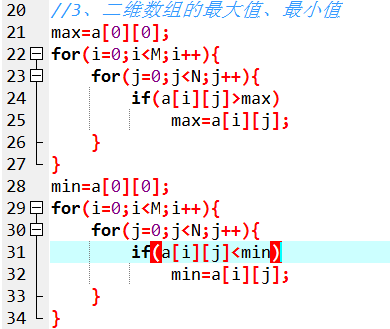 20 //3、二维数组的最大值、最小值
21 max=a[0][0];
22 for(i=0;i<M;i++){
23 for(j=0;j<N;j++){
24 if(a[i][j]>max)
25 max=a[i][j];
26 }
27 }
28 min=a[0][0];
29 for(i=0;i<M;i++){
30 for(j=0;j<N;j++){
31 if(a[i][j]<min)
32 min=a[i][j];
33 }
34 }